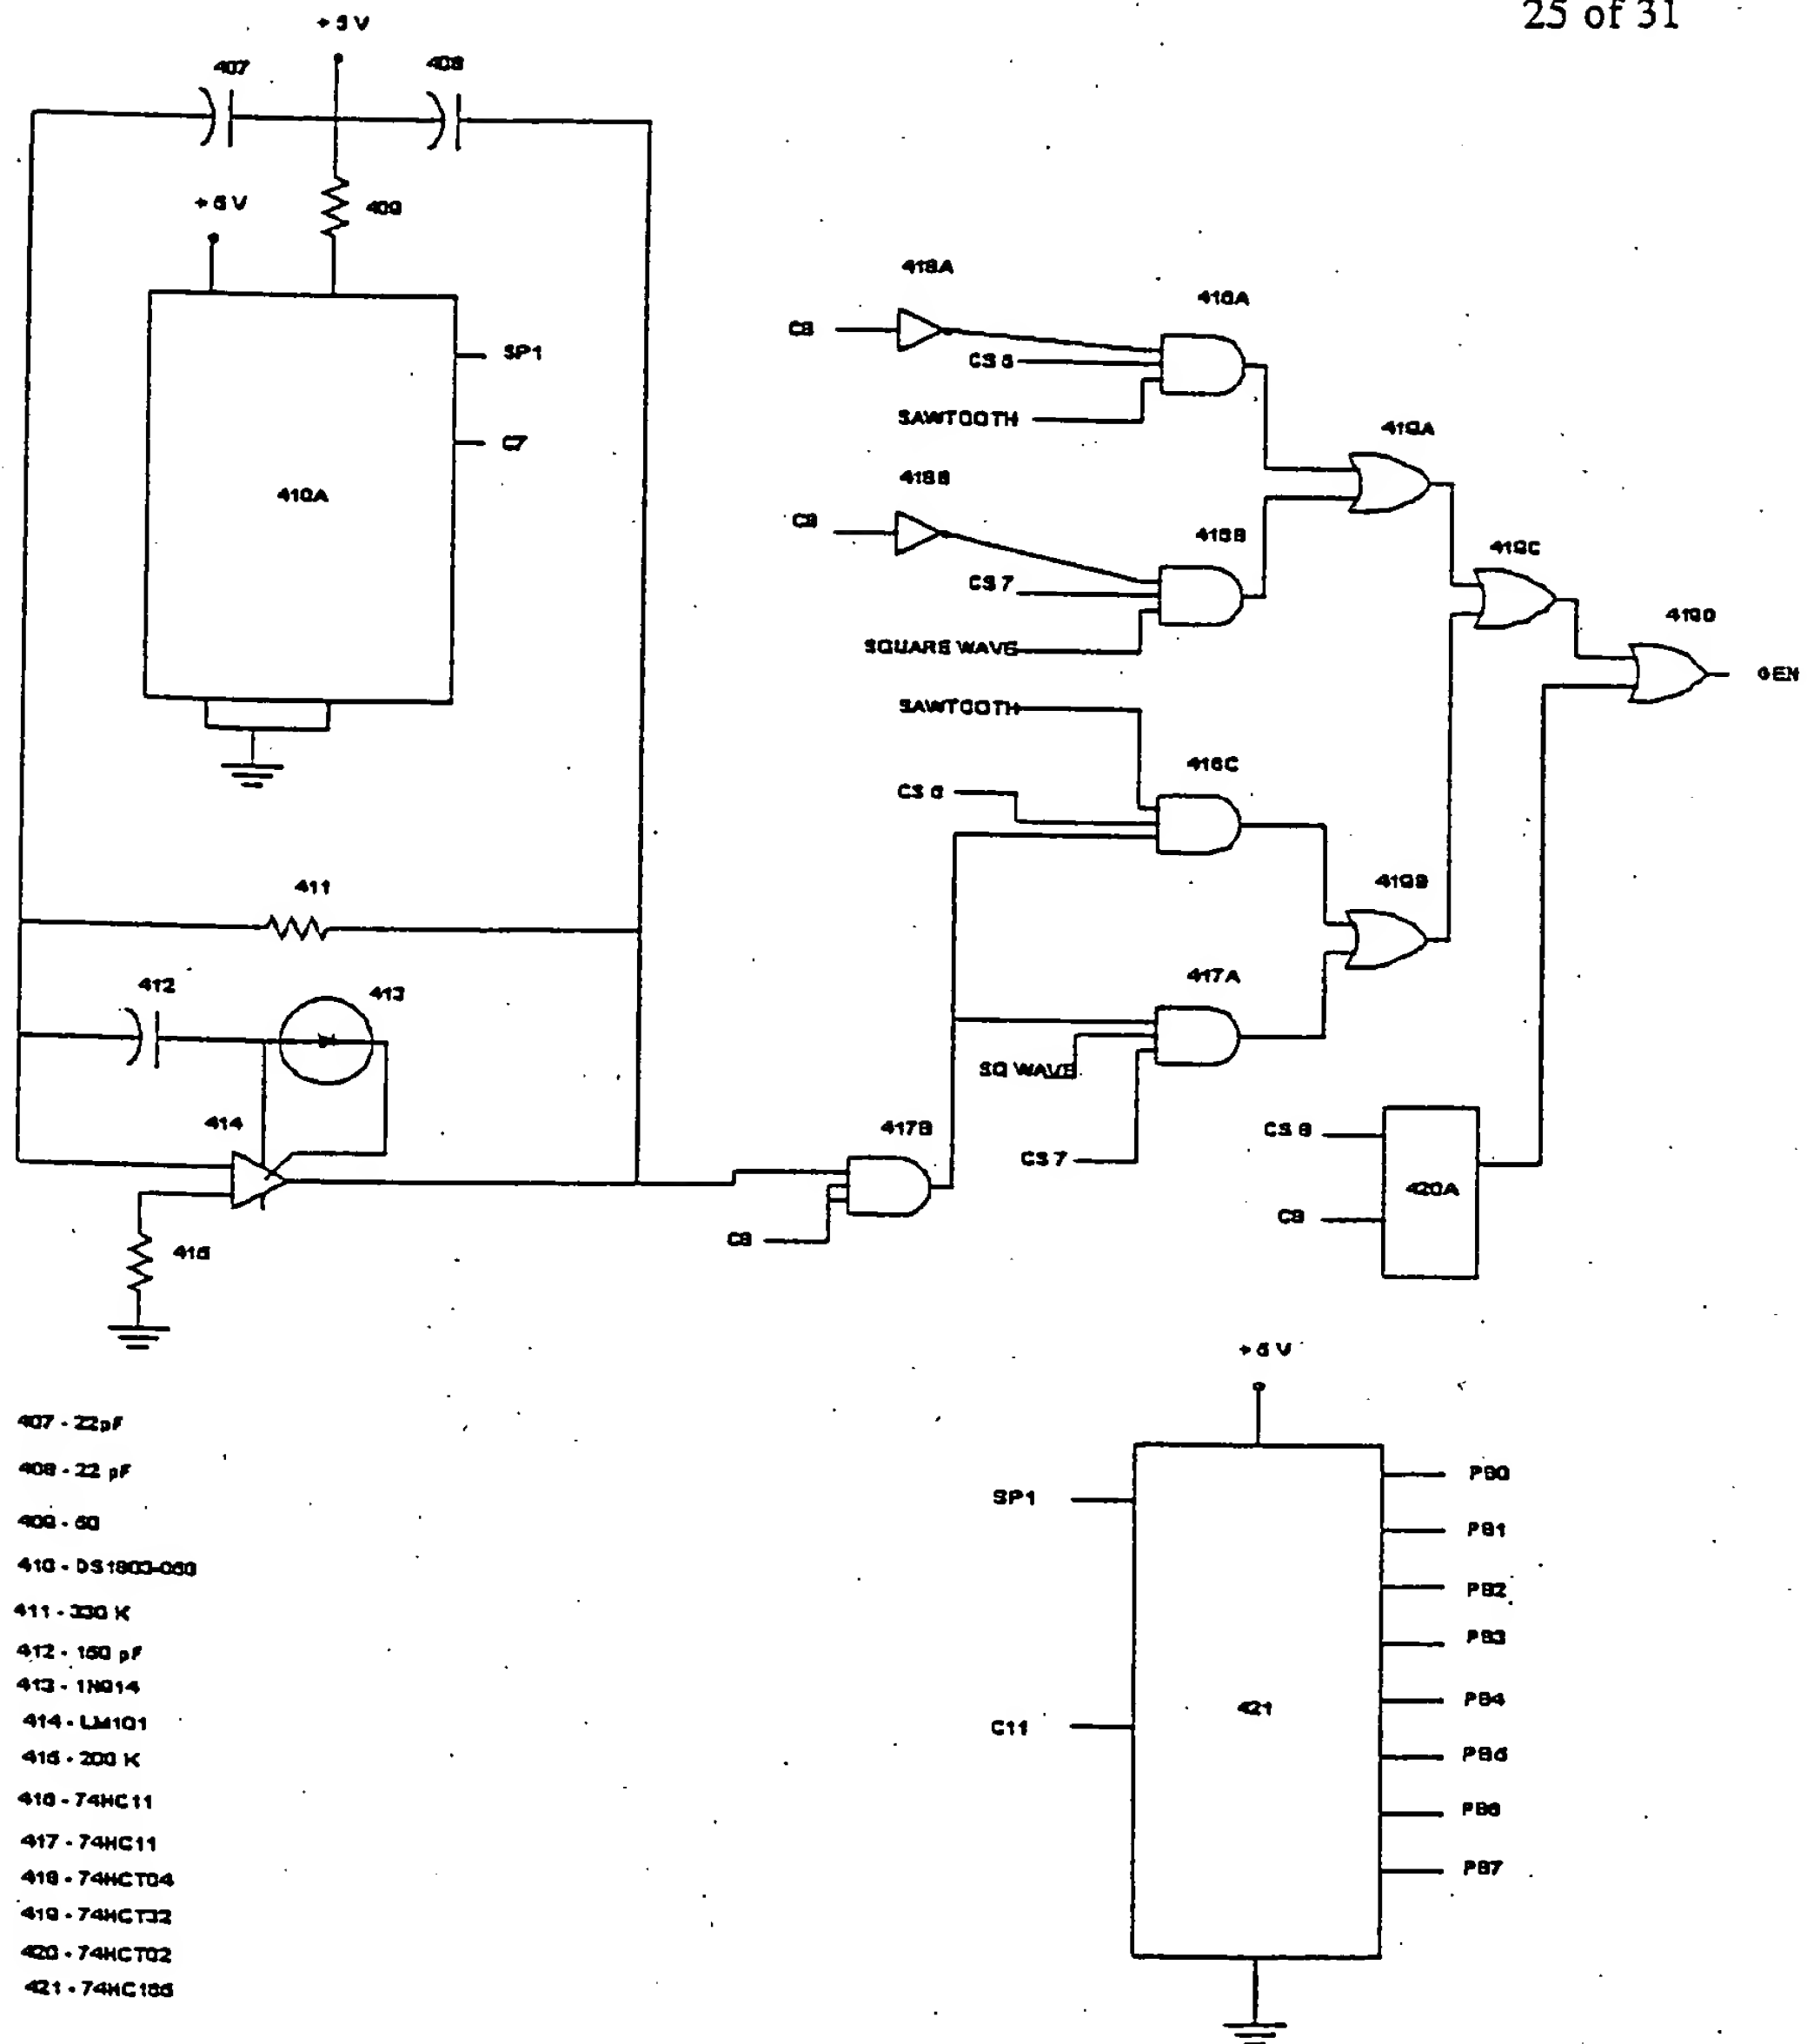 25 of 31
+ 5 V
407
408
+ 5 V
409
SP1
C7
410A
411
412
413
414
415
418A
416A
C9
CS 6
SAWTOOTH
419A
418B
C9
416B
CS 7
SQUARE WAVE
419C
419D
GEN
SAWTOOTH
416C
CS 6
419B
417A
SQ WAVE
417B
CS 7
C9
CS 8
420A
C9
+ 5 V
SP1
C11
421
PB0
PB1
PB2
PB3
PB4
PB5
PB6
PB7
407 - 22pF
408 - 22 pF
409 - 50
410 - DS1803-050
411 - 330 K
412 - 150 pF
413 - 1N914
414 - LM101
415 - 200 K
416 - 74HC11
417 - 74HC11
418 - 74HCT04
419 - 74HCT32
420 - 74HCT02
421 - 74HC165